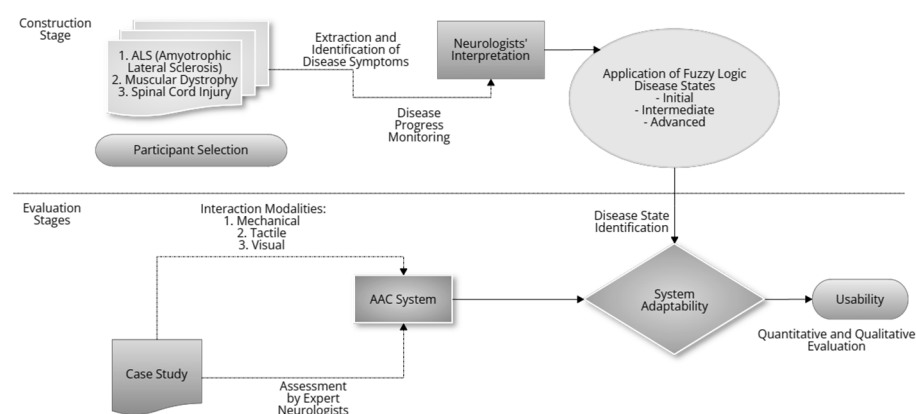 Construction
Stage
1. ALS (Amyotrophic
Lateral Sclerosis)
2. Muscular Dystrophy
3. Spinal Cord Injury
Extraction and
Identification of
Disease Symptoms
Disease
Progress
Monitoring
Neurologists'
Interpretation
Application of Fuzzy Logic
Disease States
- Initial
- Intermediate
- Advanced
Participant Selection
Evaluation
Stages
Interaction Modalities:
1. Mechanical
2. Tactile
3. Visual
Disease State
Identification
AAC System
System
Adaptability
Usability
Quantitative and Qualitative
Evaluation
Case Study
Assessment
by Expert
Neurologists